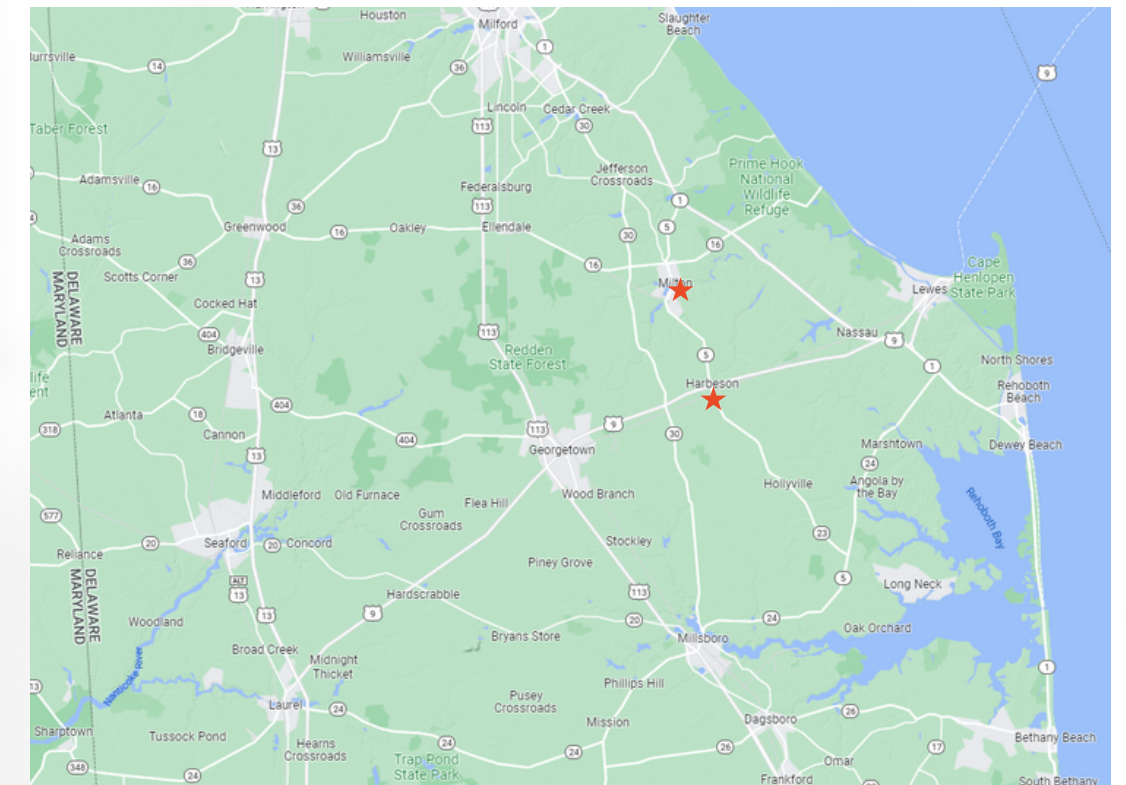 Houston
Milford
Slaughter
Beach
Williamsville
1
14
36
Lincoln
Cedar Creek
9
113
30
Taber Forest
13
Jefferson
Crossroads
Prime Hook
National
Wildlife
Refuge
Adamsville
16
Federalsburg
36
113
1
Greenwood
16
Oakley
Ellendale
5
30
16
Adams
Crossroads
36
16
Scotts Corner
13
Milton
Cape
Henlopen
State Park
Lewes
DELAWARE
MARYLAND
Cocked Hat
404
113
Nassau
9
Bridgeville
Redden
State Forest
5
1
North Shores
Harbeson
Rehoboth
Beach
Atlanta
18
404
318
Cannon
404
113
9
30
Georgetown
Marshtown
Dewey Beach
13
24
Angola by
the Bay
Hollyville
Middleford
Old Furnace
Flea Hill
Wood Branch
Rehoboth Bay
577
Gum
Crossroads
23
Reliance
20
Seaford
20
Concord
Stockley
Piney Grove
ALT
13
DELAWARE
MARYLAND
5
Long Neck
Hardscrabble
113
13
9
20
24
Woodland
Oak Orchard
Bryans Store
Millsboro
Broad Creek
Midnight
Thicket
Nanticoke River
1
13
Phillips Hill
Laurel
24
Pusey
Crossroads
Mission
Dagsboro
26
Sharptown
Tussock Pond
Hearns
Crossroads
24
24
26
17
Bethany Beach
Trap Pond
State Park
348
24
Omar
Frankford
South Bethany